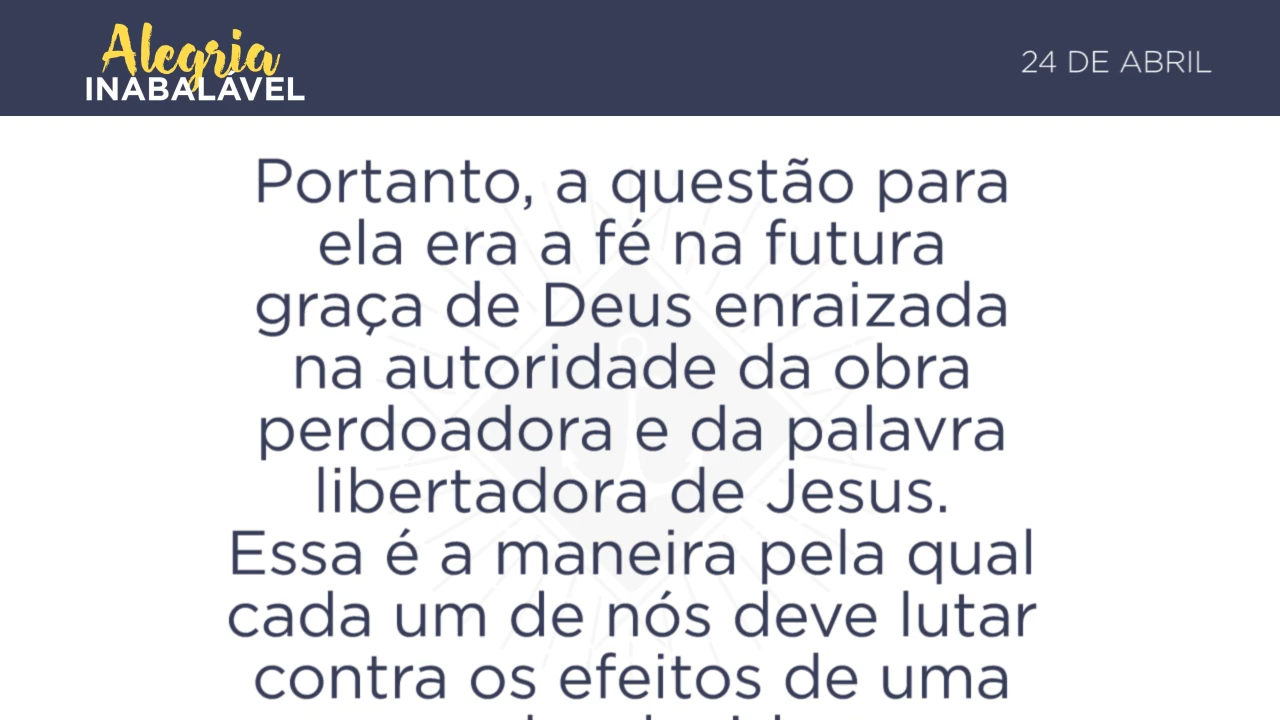 Alegria
INABALÁVEL
24 DE ABRIL
Portanto, a questão para
ela era a fé na futura
graça de Deus enraizada
na autoridade da obra
perdoadora e da palavra
libertadora de Jesus.
Essa é a maneira pela qual
cada um de nós deve lutar
contra os efeitos de uma